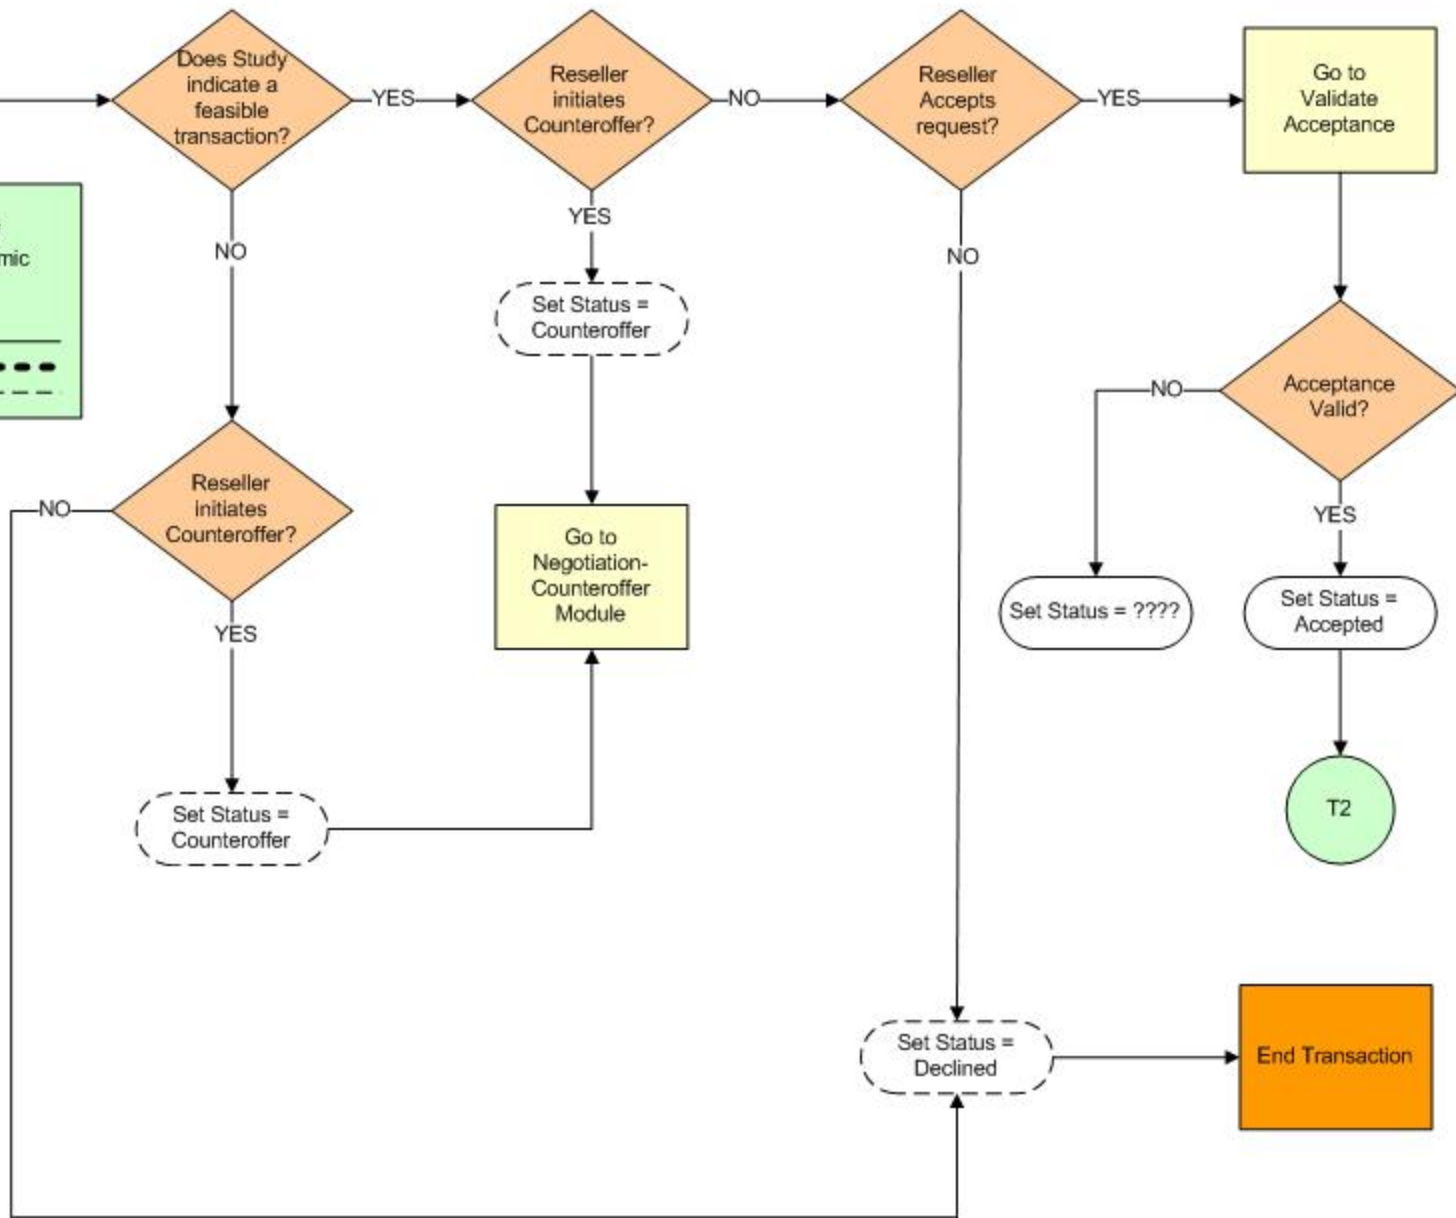 Does Study
indicate a
feasible
transaction?
YES
Reseller
initiates
Counteroffer?
NO
Reseller
Accepts
request?
YES
Go to
Validate
Acceptance
mic
NO
YES
Set Status =
Counteroffer
NO
NO
Acceptance
Valid?
NO
Reseller
initiates
Counteroffer?
Go to
Negotiation-
Counteroffer
Module
YES
Set Status = ????
Set Status =
Accepted
YES
Set Status =
Counteroffer
T2
Set Status =
Declined
End Transaction